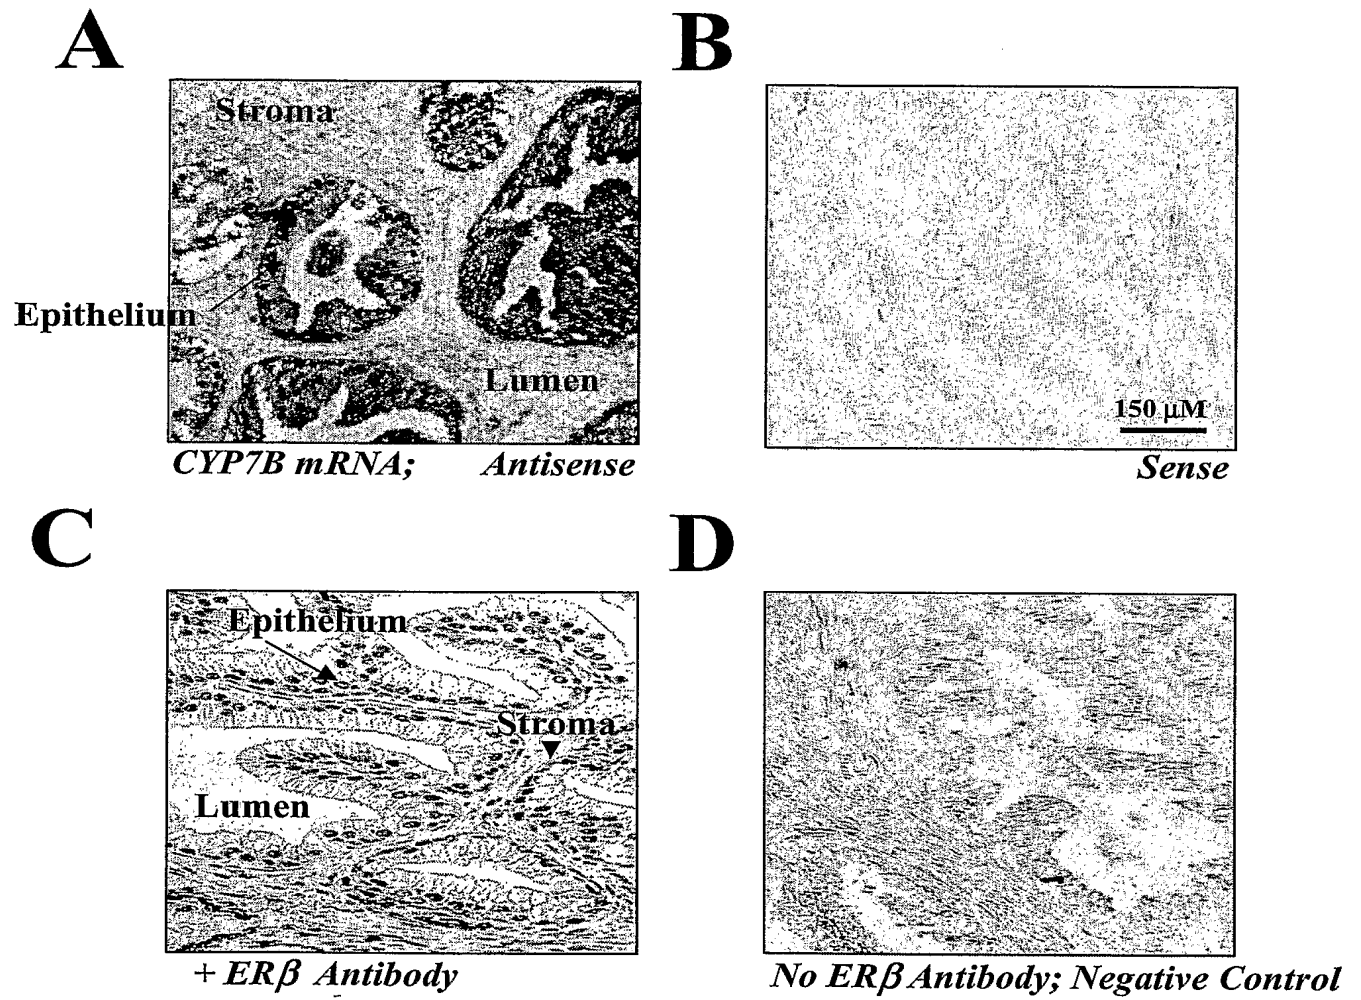 A
B
Stroma
Epithelium
Lumen
150 μM
CYP7B mRNA; Antisense
Sense
C
D
Epithelium
Stroma
Lumen
+ ERβ Antibody
No ERβ Antibody; Negative Control